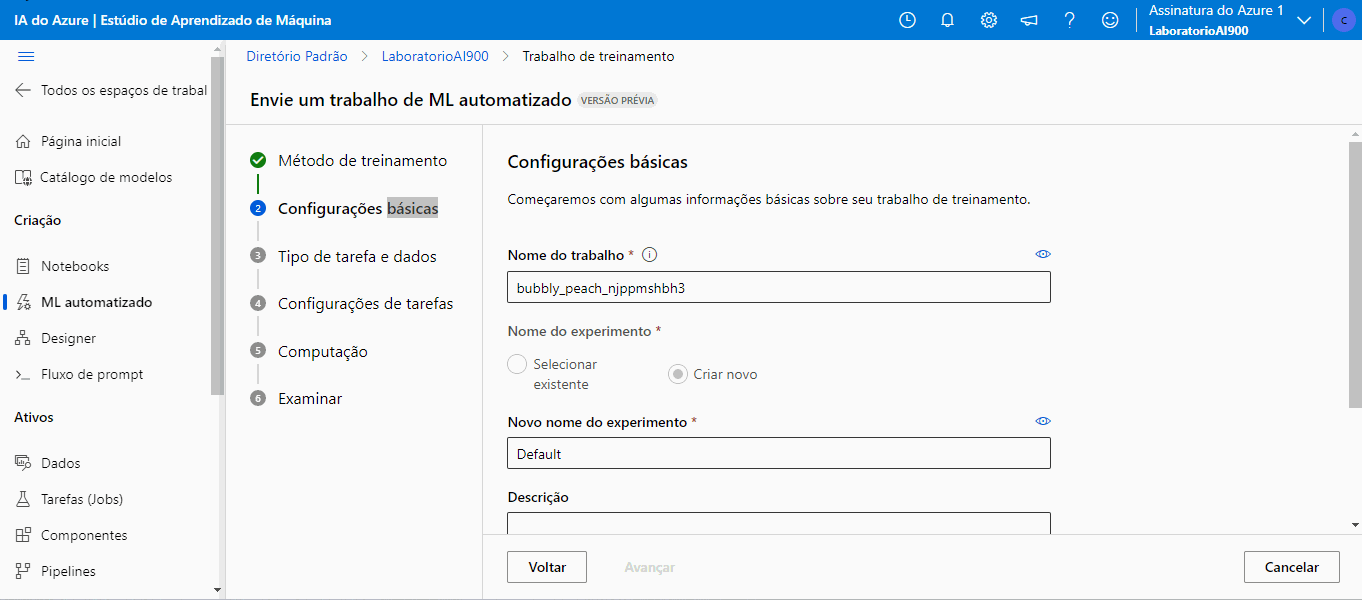 IA do Azure | Estúdio de Aprendizado de Máquina
Assinatura do Azure 1
LaboratorioAI900
C
Todos os espaços de trabal
Página inicial
Catálogo de modelos
Criação
Notebooks
ML automatizado
Designer
Fluxo de prompt
Ativos
Dados
Tarefas (Jobs)
Componentes
Pipelines
Diretório Padrão > LaboratorioAI900 > Trabalho de treinamento
Envie um trabalho de ML automatizado VERSÃO PRÉVIA
Método de treinamento
2 Configurações básicas
3 Tipo de tarefa e dados
4 Configurações de tarefas
5 Computação
6 Examinar
Configurações básicas
Começaremos com algumas informações básicas sobre seu trabalho de treinamento.
Nome do trabalho *
bubbly_peach_njppmshbh3
Nome do experimento *
Selecionar
existente
Criar novo
Novo nome do experimento *
Default
Descrição
Voltar
Avançar
Cancelar